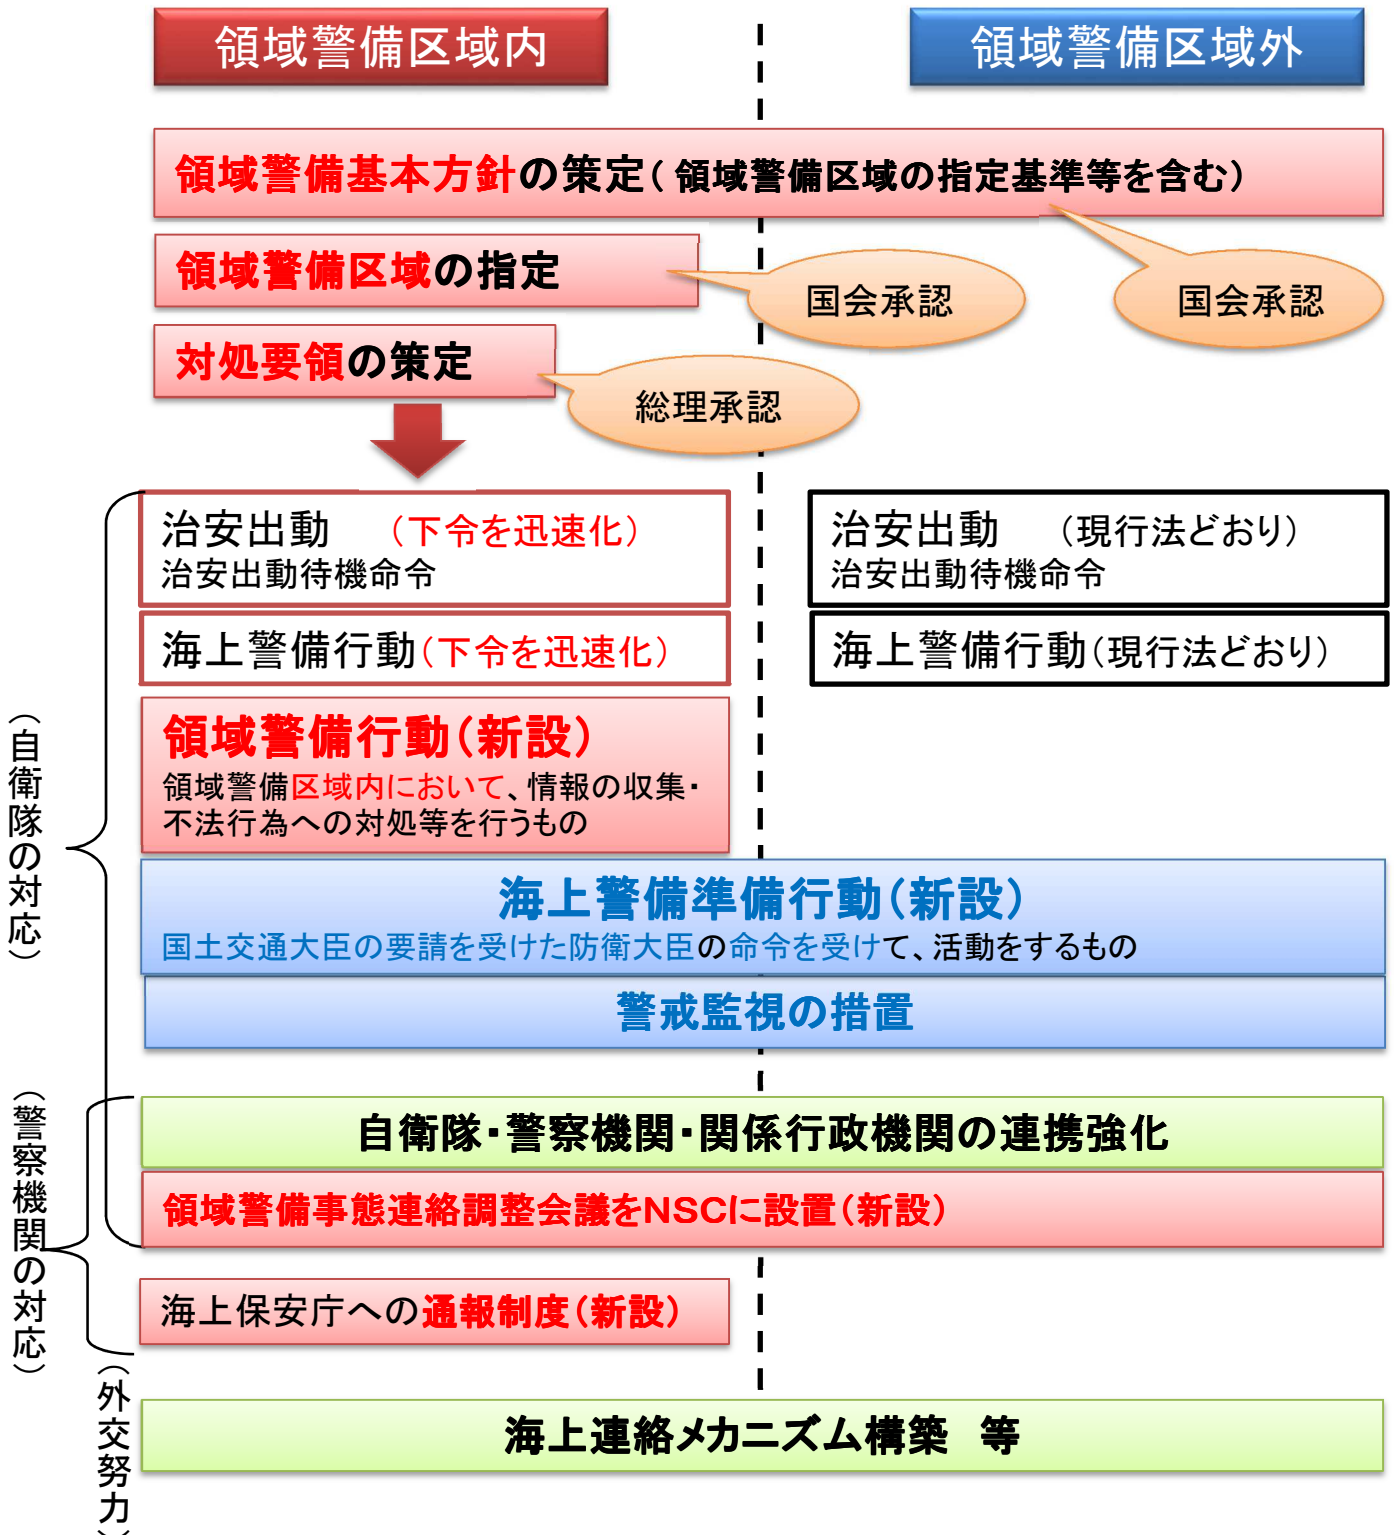 領域警備区域内
領域警備区域外
領域警備基本方針の策定（領域警備区域の指定基準等を含む）
領域警備区域の指定
国会承認
国会承認
対処要領の策定
総理承認
治安出動　（下令を迅速化）
治安出動待機命令
治安出動　（現行法どおり）
治安出動待機命令
海上警備行動（下令を迅速化）
海上警備行動（現行法どおり）
領域警備行動（新設）
領域警備区域内において、情報の収集・
不法行為への対処等を行うもの
（自衛隊の対応）
海上警備準備行動（新設）
国土交通大臣の要請を受けた防衛大臣の命令を受けて、活動をするもの
警戒監視の措置
（警察機関の対応）
自衛隊・警察機関・関係行政機関の連携強化
領域警備事態連絡調整会議をNSCに設置（新設）
海上保安庁への通報制度（新設）
（外交努力）
海上連絡メカニズム構築　等